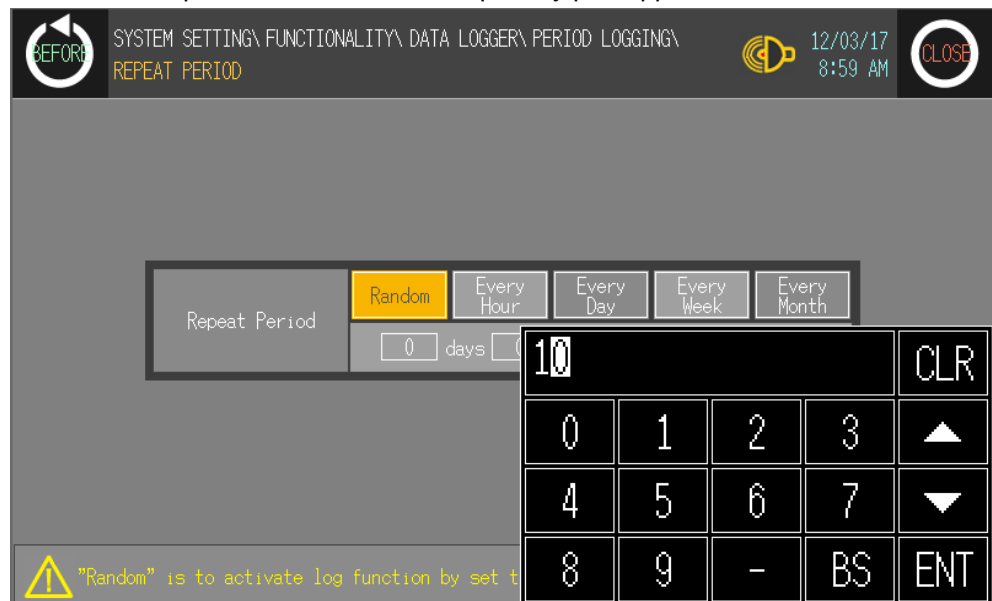 BEFORE
SYSTEM SETTING\ FUNCTIONALITY\ DATA LOGGER\ PERIOD LOGGING\
REPEAT PERIOD
12/03/17
8:59 AM
CLOSE
Repeat Period
Random
Every
Hour
Every
Day
Every
Week
Every
Month
0 days
10
CLR
0 1 2 3
4 5 6 7
8 9 - BS ENT
"Random" is to activate log function by set